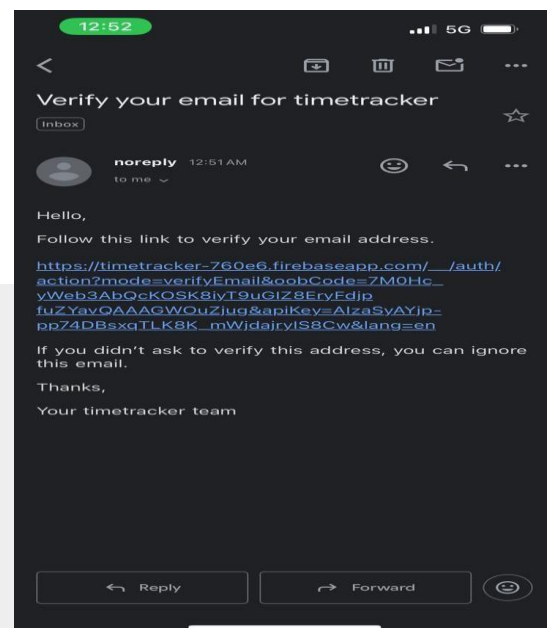 12:52
5G
Verify your email for timetracker
Inbox
noreply 12:51 AM
to me
Hello,
Follow this link to verify your email address.
https://timetracker-760e6.firebaseapp.com/__/auth/
action?mode=verifyEmail&oobCode=7M0Hc_
yWeb3AbQcKOSK8iyT9uGIZ8EryFdjp
fuZYavQAAAGWOuZjug&apiKey=AIzaSyAYjp-
pp74DBsxqTLK8K_mWjdajryIS8Cw&lang=en
If you didn't ask to verify this address, you can ignore
this email.
Thanks,
Your timetracker team
Reply
Forward